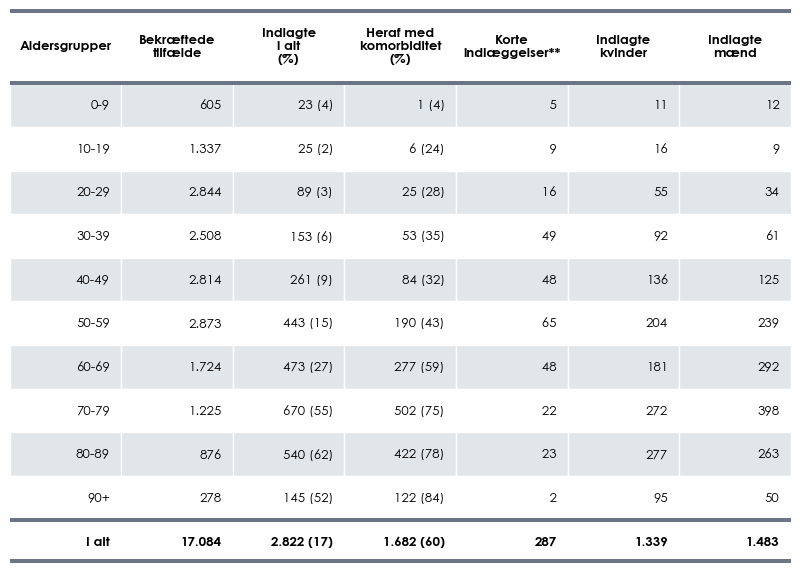 Aldersgrupper Bekræftede tilfælde Indlagte I alt (%) Heraf med komorbiditet (%) Korte indlæggelser** Indlagte kvinder Indlagte mænd
0-9 605 23 (4) 1 (4) 5 11 12
10-19 1.337 25 (2) 6 (24) 9 16 9
20-29 2.844 89 (3) 25 (28) 16 55 34
30-39 2.508 153 (6) 53 (35) 49 92 61
40-49 2.814 261 (9) 84 (32) 48 136 125
50-59 2.873 443 (15) 190 (43) 65 204 239
60-69 1.724 473 (27) 277 (59) 48 181 292
70-79 1.225 670 (55) 502 (75) 22 272 398
80-89 876 540 (62) 422 (78) 23 277 263
90+ 278 145 (52) 122 (84) 2 95 50
I alt 17.084 2.822 (17) 1.682 (60) 287 1.339 1.483